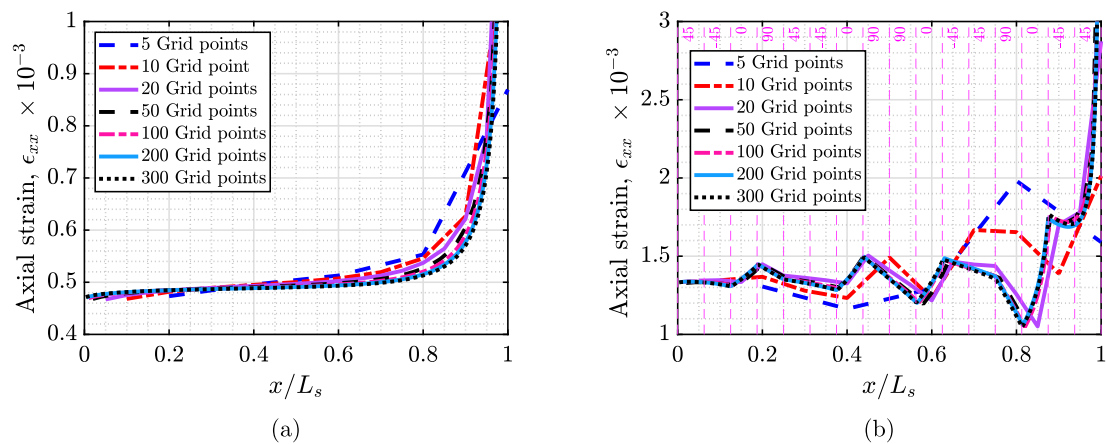 1
0.9
0.8
0.7
0.6
0.5
0.4
0
0.2
0.4
0.6
0.8
1
Axial strain, ϵxx × 10−3
x/Ls
5 Grid points
10 Grid point
20 Grid points
50 Grid points
100 Grid points
200 Grid points
300 Grid points
(a)
3
2.5
2
1.5
1
0
0.2
0.4
0.6
0.8
1
Axial strain, ϵxx × 10−3
x/Ls
45
-45
0
90
45
-45
0
90
90
0
-45
45
90
0
-45
45
5 Grid points
10 Grid points
20 Grid points
50 Grid points
100 Grid points
200 Grid points
300 Grid points
(b)